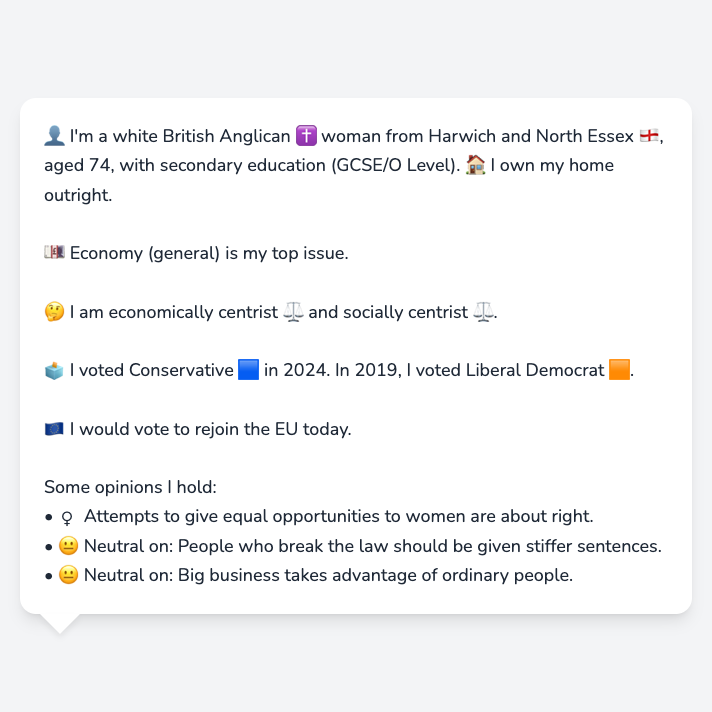 👤 I'm a white British Anglican ✝️ woman from Harwich and North Essex 🏴󠁧󠁢󠁥󠁮󠁧󠁿,
aged 74, with secondary education (GCSE/O Level). 🏠 I own my home
outright.
💷 Economy (general) is my top issue.
🤔 I am economically centrist ⚖️ and socially centrist ⚖️.
🗳️ I voted Conservative 🟦 in 2024. In 2019, I voted Liberal Democrat 🟧.
🇪🇺 I would vote to rejoin the EU today.
Some opinions I hold:
• ♀ Attempts to give equal opportunities to women are about right.
• 😐 Neutral on: People who break the law should be given stiffer sentences.
• 😐 Neutral on: Big business takes advantage of ordinary people.